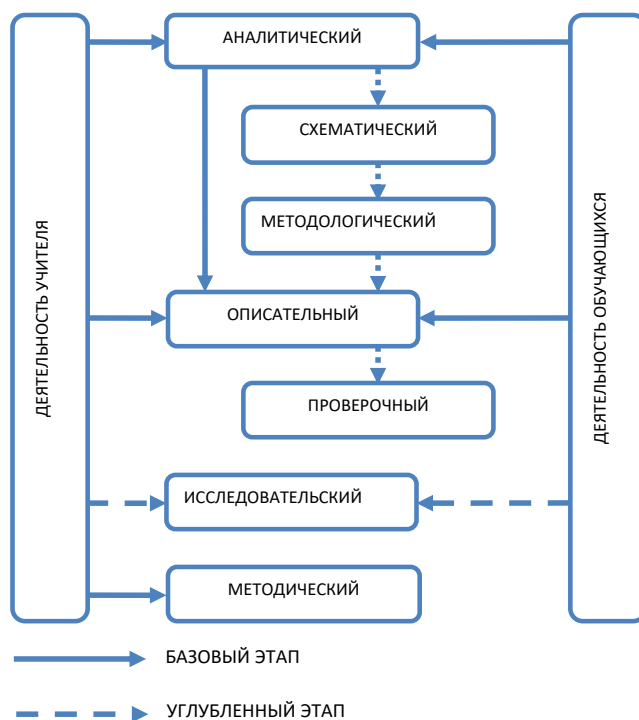 АНАЛИТИЧЕСКИЙ
СХЕМАТИЧЕСКИЙ
МЕТОДОЛОГИЧЕСКИЙ
ДЕЯТЕЛЬНОСТЬ УЧИТЕЛЯ
ДЕЯТЕЛЬНОСТЬ ОБУЧАЮЩИХСЯ
ОПИСАТЕЛЬНЫЙ
ПРОВЕРОЧНЫЙ
ИССЛЕДОВАТЕЛЬСКИЙ
МЕТОДИЧЕСКИЙ
БАЗОВЫЙ ЭТАП
УГЛУБЛЕННЫЙ ЭТАП